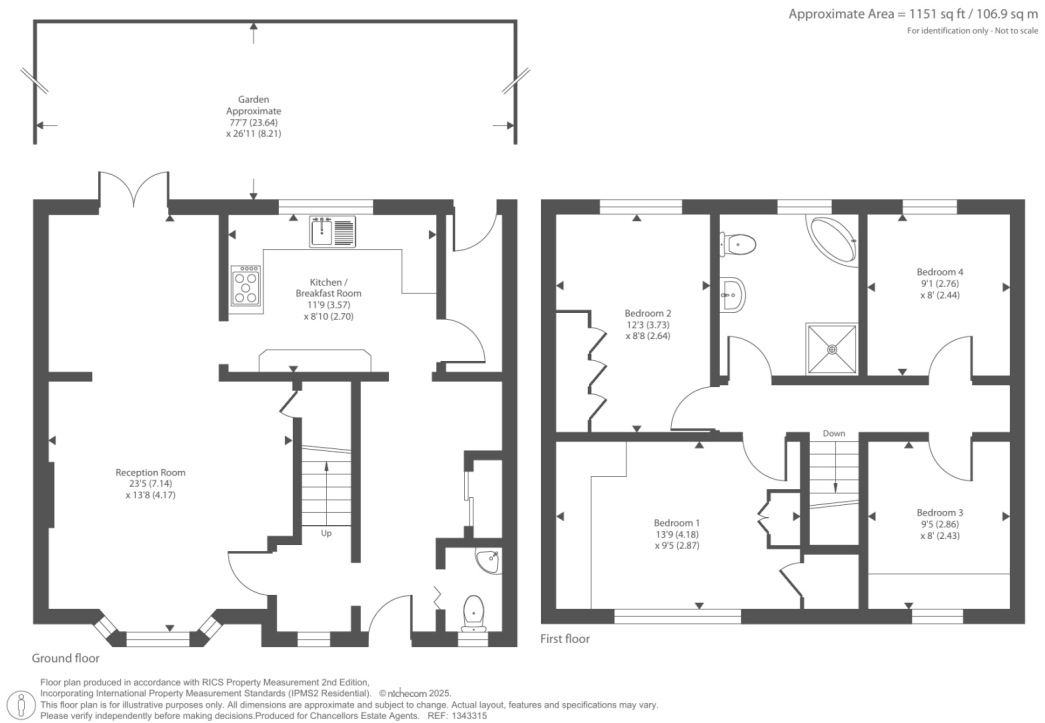 Approximate Area = 1151 sq ft / 106.9 sq m
For identification only - Not to scale
Garden
Approximate
77'7 (23.64)
x 26'11 (8.21)
Kitchen /
Breakfast Room
11'9 (3.57)
x 8'10 (2.70)
Reception Room
23'5 (7.14)
x 13'8 (4.17)
Up
Ground floor
Bedroom 2
12'3 (3.73)
x 8'8 (2.64)
Bedroom 4
9'1 (2.76)
x 8' (2.44)
Down
Bedroom 1
13'9 (4.18)
x 9'5 (2.87)
Bedroom 3
9'5 (2.86)
x 8' (2.43)
First floor
Floor plan produced in accordance with RICS Property Measurement 2nd Edition,
Incorporating International Property Measurement Standards (IPMS2 Residential). © nichecom 2025.
This floor plan is for illustrative purposes only. All dimensions are approximate and subject to change. Actual layout, features and specifications may vary.
Please verify independently before making decisions.Produced for Chancellors Estate Agents. REF: 1343315